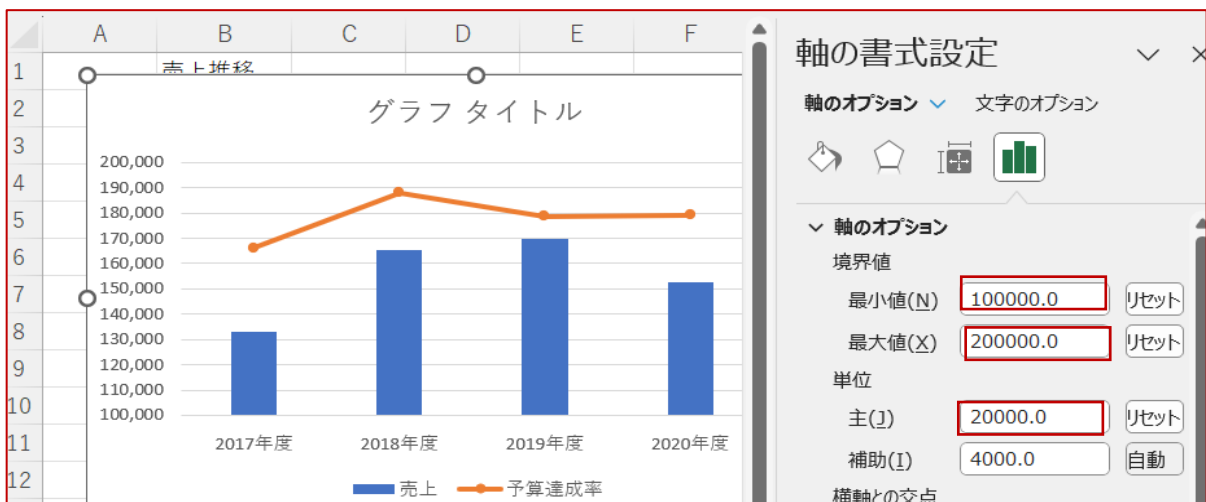 A B C D E F
1 売上推移
2
3
4
5
6
7
8
9
10
11
12
グラフ タイトル
200,000
190,000
180,000
170,000
160,000
150,000
140,000
130,000
120,000
110,000
100,000
2017年度 2018年度 2019年度 2020年度
売上 予算達成率
軸の書式設定
軸のオプション 文字のオプション
軸のオプション
境界値
最小値(N) 100000.0 リセット
最大値(X) 200000.0 リセット
単位
主(J) 20000.0 リセット
補助(I) 4000.0 自動
横軸との交点